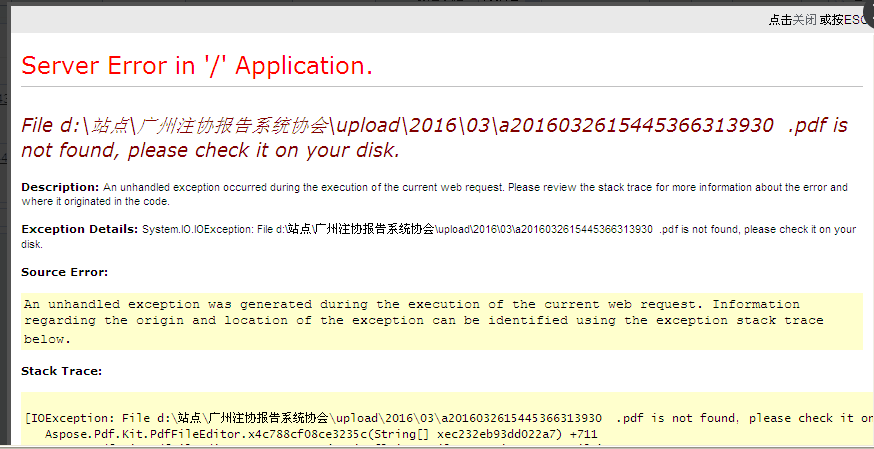 点击关闭 或按ESC
Server Error in '/' Application.
File d:\站点\广州注协报告系统协会\upload\2016\03\a2016032615445366313930  .pdf is
not found, please check it on your disk.
Description: An unhandled exception occurred during the execution of the current web request. Please review the stack trace for more information about the error and
where it originated in the code.
Exception Details: System.IO.IOException: File d:\站点\广州注协报告系统协会\upload\2016\03\a2016032615445366313930  .pdf is not found, please check it on your
disk.
Source Error:
An unhandled exception was generated during the execution of the current web request. Information
regarding the origin and location of the exception can be identified using the exception stack trace
below.
Stack Trace:
[IOException: File d:\站点\广州注协报告系统协会\upload\2016\03\a2016032615445366313930  .pdf is not found, please check it on
Aspose.Pdf.Kit.PdfFileEditor.x4c788cf08ce3235c(String[] xec232eb93dd022a7) +711